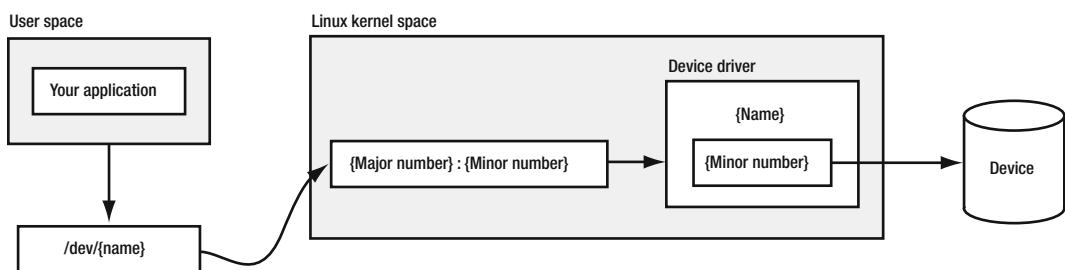 User space
Your application
/dev/{name}
Linux kernel space
{Major number} : {Minor number}
Device driver
{Name}
{Minor number}
Device